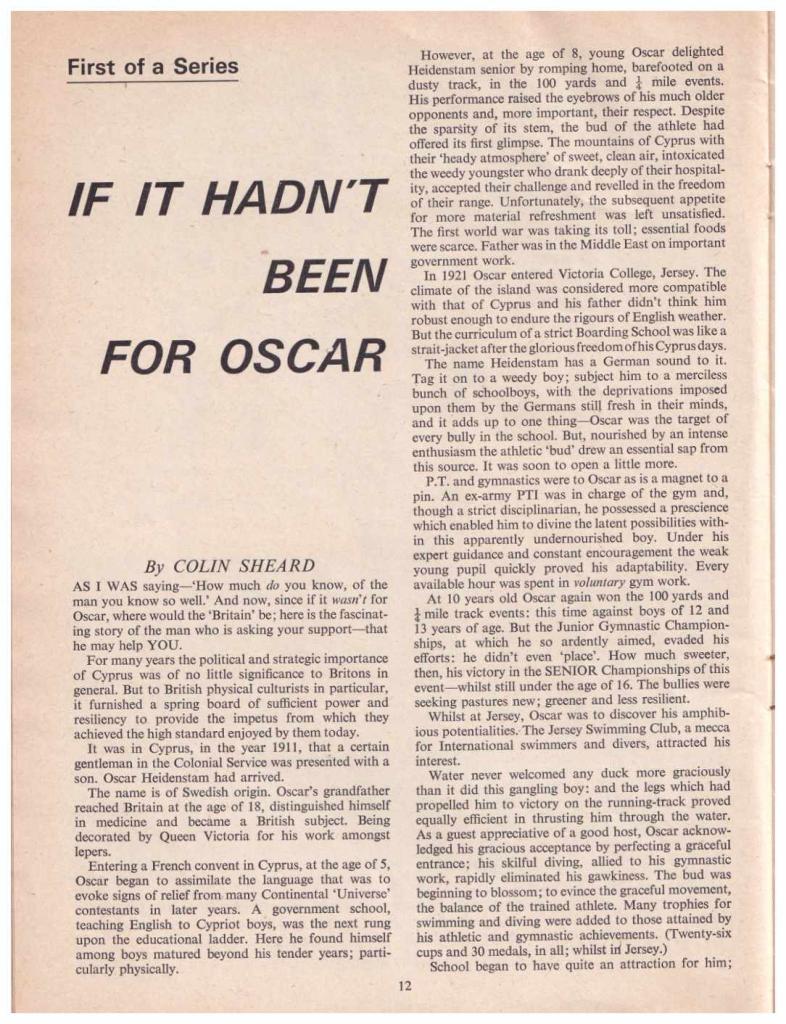 First of a Series
IF IT HADN'T
BEEN
FOR OSCAR
By COLIN SHEARD
AS I WAS saying—'How much do you know, of the
man you know so well.' And now, since if it wasn't for
Oscar, where would the 'Britain' be; here is the fascinat-
ing story of the man who is asking your support—that
he may help YOU.
For many years the political and strategic importance
of Cyprus was of no little significance to Britons in
general. But to British physical culturists in particular,
it furnished a spring board of sufficient power and
resiliency to provide the impetus from which they
achieved the high standard enjoyed by them today.
It was in Cyprus, in the year 1911, that a certain
gentleman in the Colonial Service was presented with a
son. Oscar Heidenstam had arrived.
The name is of Swedish origin. Oscar's grandfather
reached Britain at the age of 18, distinguished himself
in medicine and became a British subject. Being
decorated by Queen Victoria for his work amongst
lepers.
Entering a French convent in Cyprus, at the age of 5,
Oscar began to assimilate the language that was to
evoke signs of relief from many Continental 'Universe'
contestants in later years. A government school,
teaching English to Cypriot boys, was the next rung
upon the educational ladder. Here he found himself
among boys matured beyond his tender years; parti-
cularly physically.
However, at the age of 8, young Oscar delighted
Heidenstam senior by romping home, barefooted on a
dusty track, in the 100 yards and ¼ mile events.
His performance raised the eyebrows of his much older
opponents and, more important, their respect. Despite
the sparsity of its stem, the bud of the athlete had
offered its first glimpse. The mountains of Cyprus with
their 'heady atmosphere' of sweet, clean air, intoxicated
the weedy youngster who drank deeply of their hospital-
ity, accepted their challenge and revelled in the freedom
of their range. Unfortunately, the subsequent appetite
for more material refreshment was left unsatisfied.
The first world war was taking its toll; essential foods
were scarce. Father was in the Middle East on important
government work.
In 1921 Oscar entered Victoria College, Jersey. The
climate of the island was considered more compatible
with that of Cyprus and his father didn't think him
robust enough to endure the rigours of English weather.
But the curriculum of a strict Boarding School was like a
strait-jacket after the glorious freedom of his Cyprus days.
The name Heidenstam has a German sound to it.
Tag it on to a weedy boy; subject him to a merciless
bunch of schoolboys, with the deprivations imposed
upon them by the Germans still fresh in their minds,
and it adds up to one thing—Oscar was the target of
every bully in the school. But, nourished by an intense
enthusiasm the athletic 'bud' drew an essential sap from
this source. It was soon to open a little more.
P.T. and gymnastics were to Oscar as is a magnet to a
pin. An ex-army PTI was in charge of the gym and,
though a strict disciplinarian, he possessed a prescience
which enabled him to divine the latent possibilities with-
in this apparently undernourished boy. Under his
expert guidance and constant encouragement the weak
young pupil quickly proved his adaptability. Every
available hour was spent in voluntary gym work.
At 10 years old Oscar again won the 100 yards and
¼ mile track events: this time against boys of 12 and
13 years of age. But the Junior Gymnastic Champion-
ships, at which he so ardently aimed, evaded his
efforts: he didn't even 'place'. How much sweeter,
then, his victory in the SENIOR Championships of this
event—whilst still under the age of 16. The bullies were
seeking pastures new; greener and less resilient.
Whilst at Jersey, Oscar was to discover his amphib-
ious potentialities. The Jersey Swimming Club, a mecca
for International swimmers and divers, attracted his
interest.
Water never welcomed any duck more graciously
than it did this gangling boy: and the legs which had
propelled him to victory on the running-track proved
equally efficient in thrusting him through the water.
As a guest appreciative of a good host, Oscar acknow-
ledged his gracious acceptance by perfecting a graceful
entrance; his skilful diving, allied to his gymnastic
work, rapidly eliminated his gawkiness. The bud was
beginning to blossom; to evince the graceful movement,
the balance of the trained athlete. Many trophies for
swimming and diving were added to those attained by
his athletic and gymnastic achievements. (Twenty-six
cups and 30 medals, in all; whilst in Jersey.)
School began to have quite an attraction for him;
12